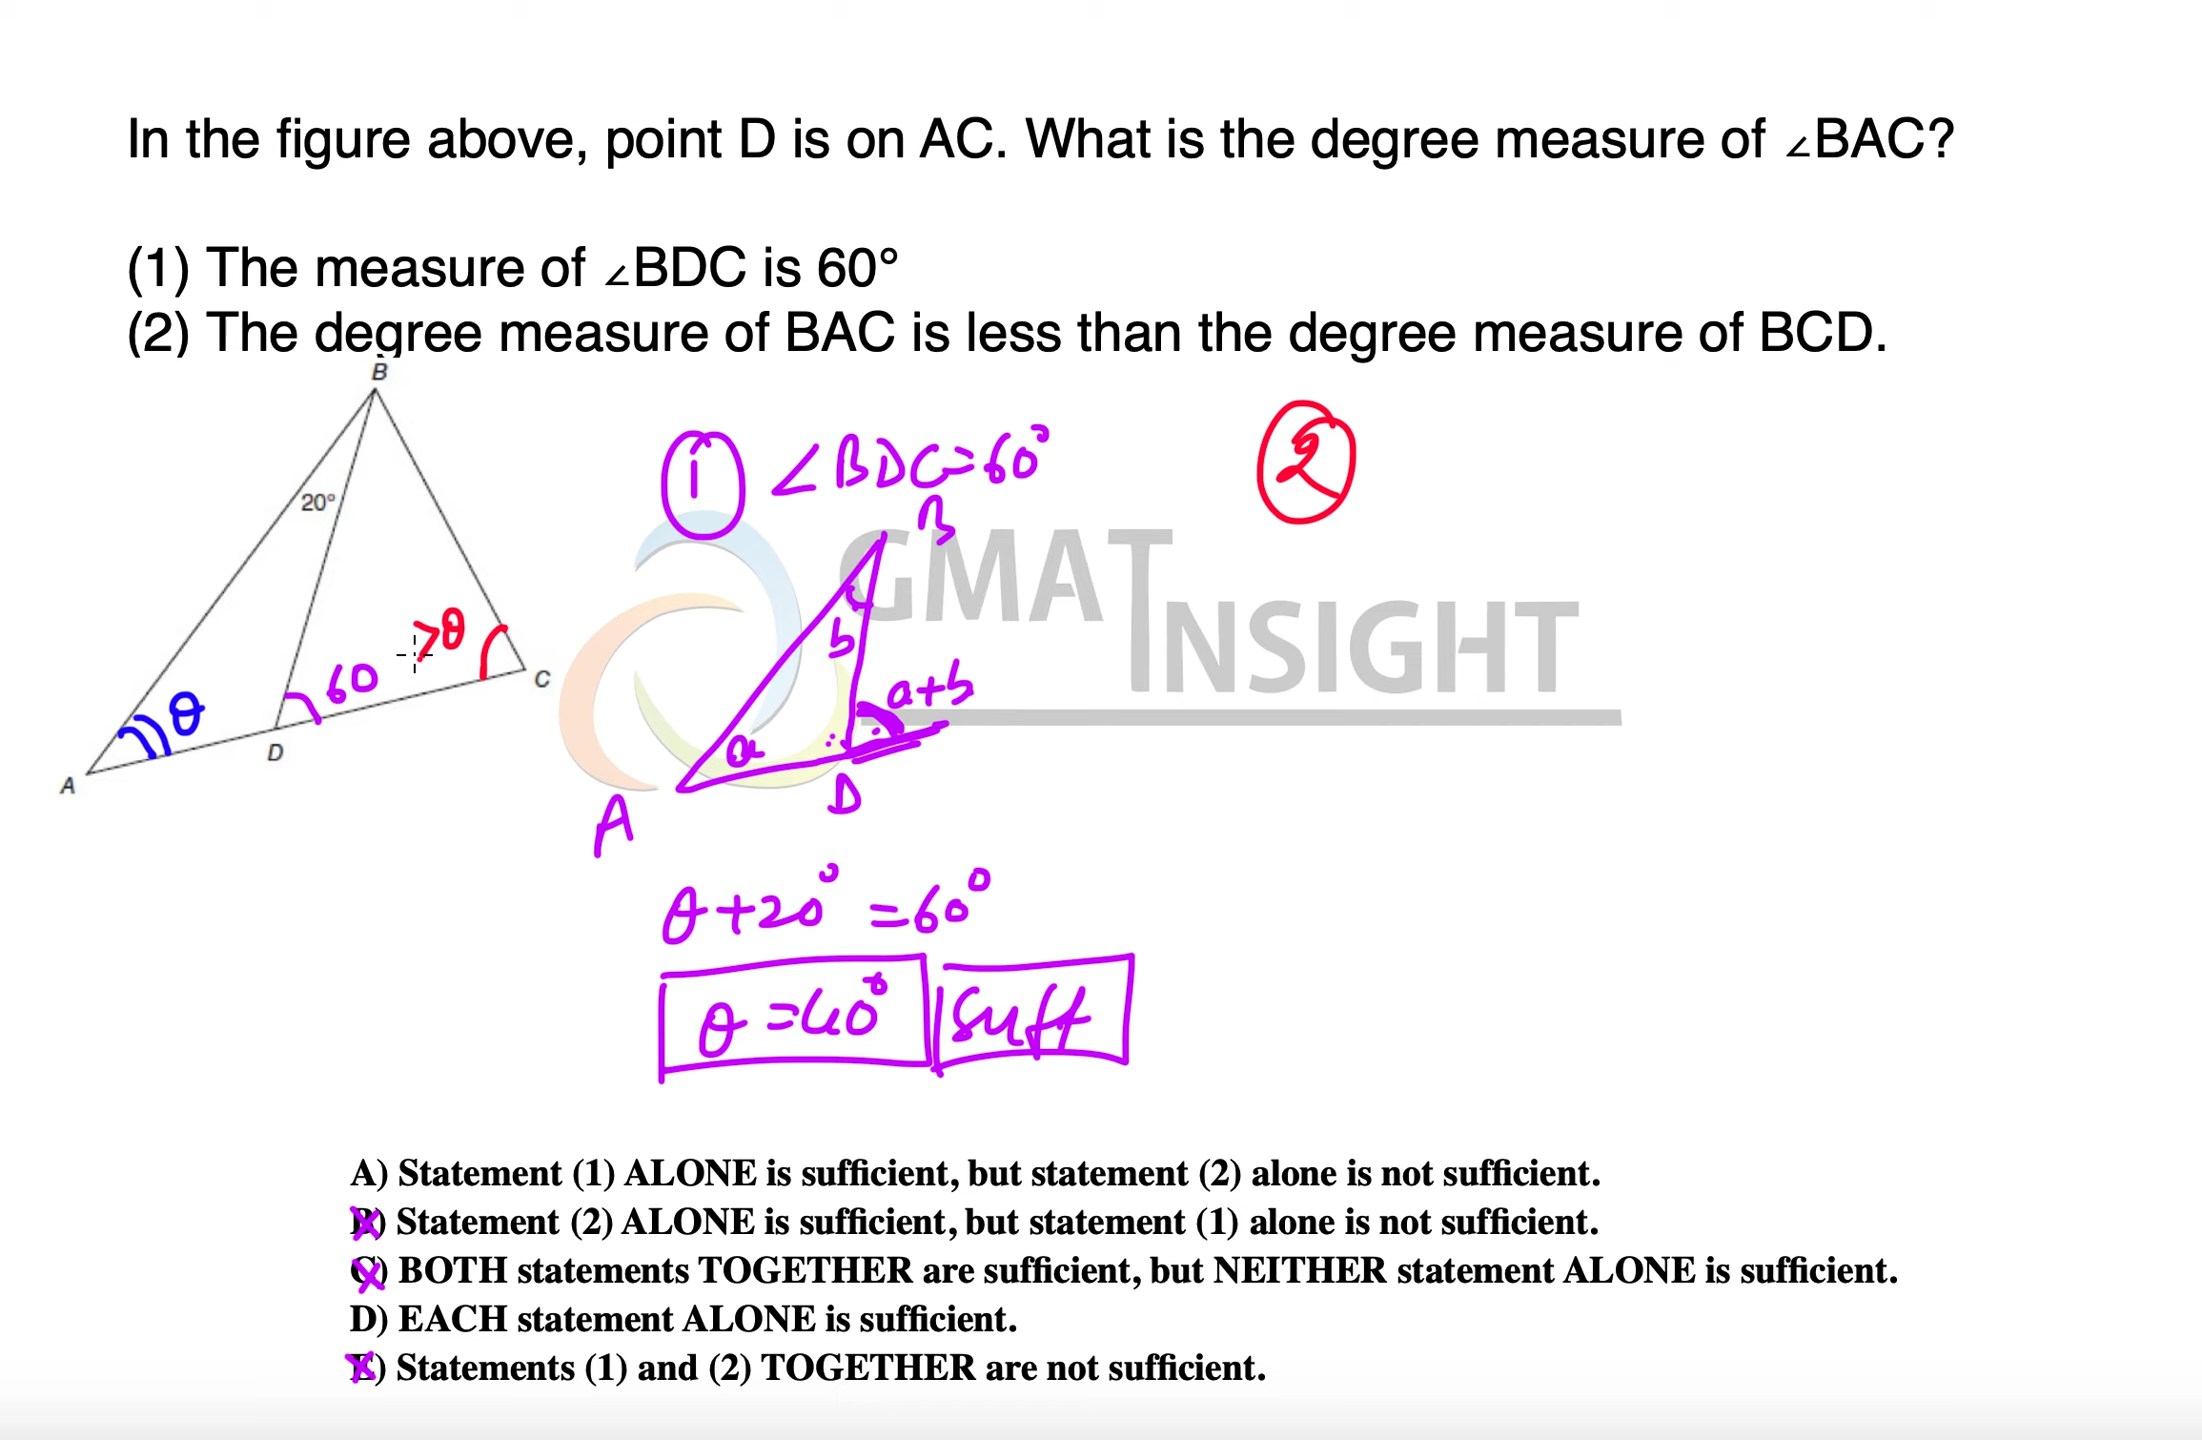 In the figure above, point D is on AC. What is the degree measure of ∠BAC?
(1) The measure of ∠BDC is 60°
(2) The degree measure of BAC is less than the degree measure of BCD.
B
20°
>θ
60
θ
C
D
A
① ∠BDC=60°
②
B
b
a+b
a
D
A
GMAT INSIGHT
θ+20°=60°
θ=40° suff
A) Statement (1) ALONE is sufficient, but statement (2) alone is not sufficient.
B) Statement (2) ALONE is sufficient, but statement (1) alone is not sufficient.
C) BOTH statements TOGETHER are sufficient, but NEITHER statement ALONE is sufficient.
D) EACH statement ALONE is sufficient.
E) Statements (1) and (2) TOGETHER are not sufficient.